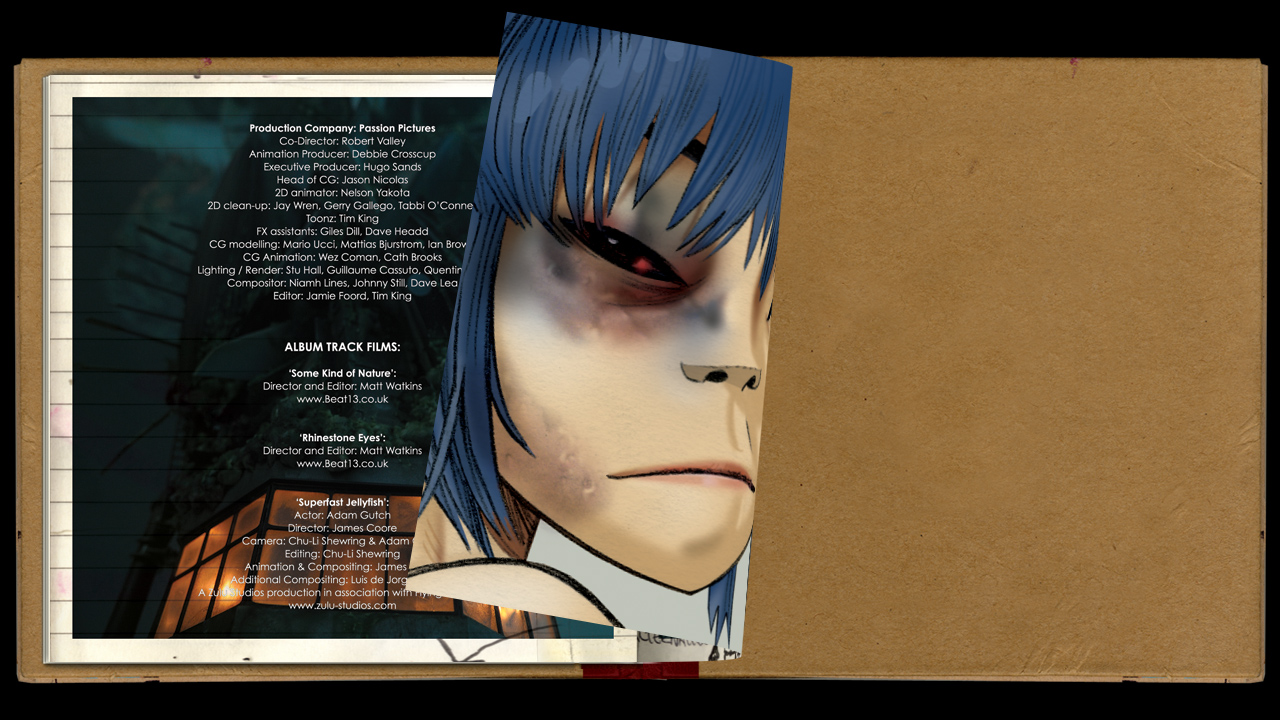 Production Company: Passion Pictures
Co-Director: Robert Valley
Animation Producer: Debbie Crosscup
Executive Producer: Hugo Sands
Head of CG: Jason Nicolas
2D animator: Nelson Yakota
2D clean-up: Jay Wren, Gerry Gallego, Tabbi O'Conne
Toonz: Tim King
FX assistants: Giles Dill, Dave Headd
CG modelling: Mario Ucci, Mattias Bjurstrom, Ian
CG Animation: Wez Coman, Cath Brooks
Lighting / Render: Stu Hall, Guillaume Cassuto,
Compositor: Niamh Lines, Johnny Still, Dave Lea
Editor: Jamie Foord, Tim King
ALBUM TRACK FILMS:
'Some Kind of Nature':
Director and Editor: Matt Watkins
www.Beat13.co.uk
'Rhinestone Eyes':
Director and Editor: Matt Watkins
www.Beat13.co.uk
'Superfast Jellyfish':
Actor: Adam Gutch
Director: James Coore
Camera: Chu-Li Shewring & Adam
Editing: Chu-Li Shewring
Animation & Compositing: James
Additional Compositing: Luis de
A Zulu Studios production in association with
www.zulu-studios.com